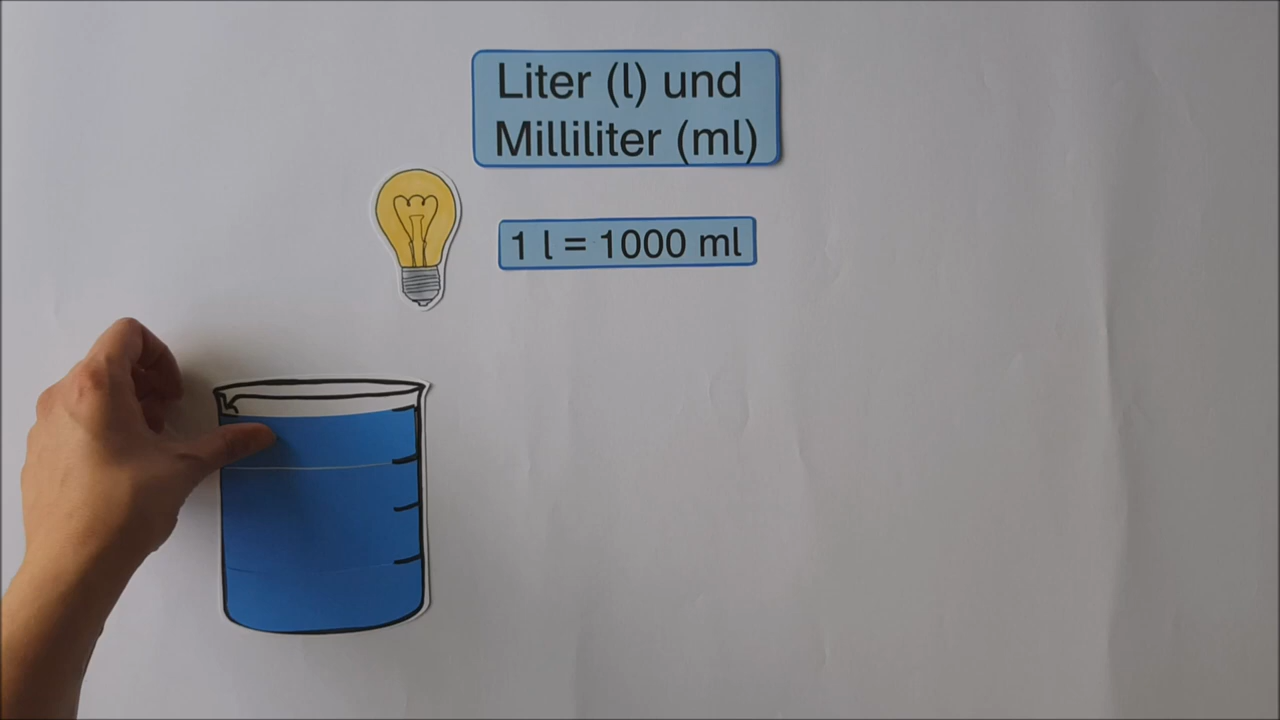 Liter (l) und
Milliliter (ml)
1 l = 1000 ml